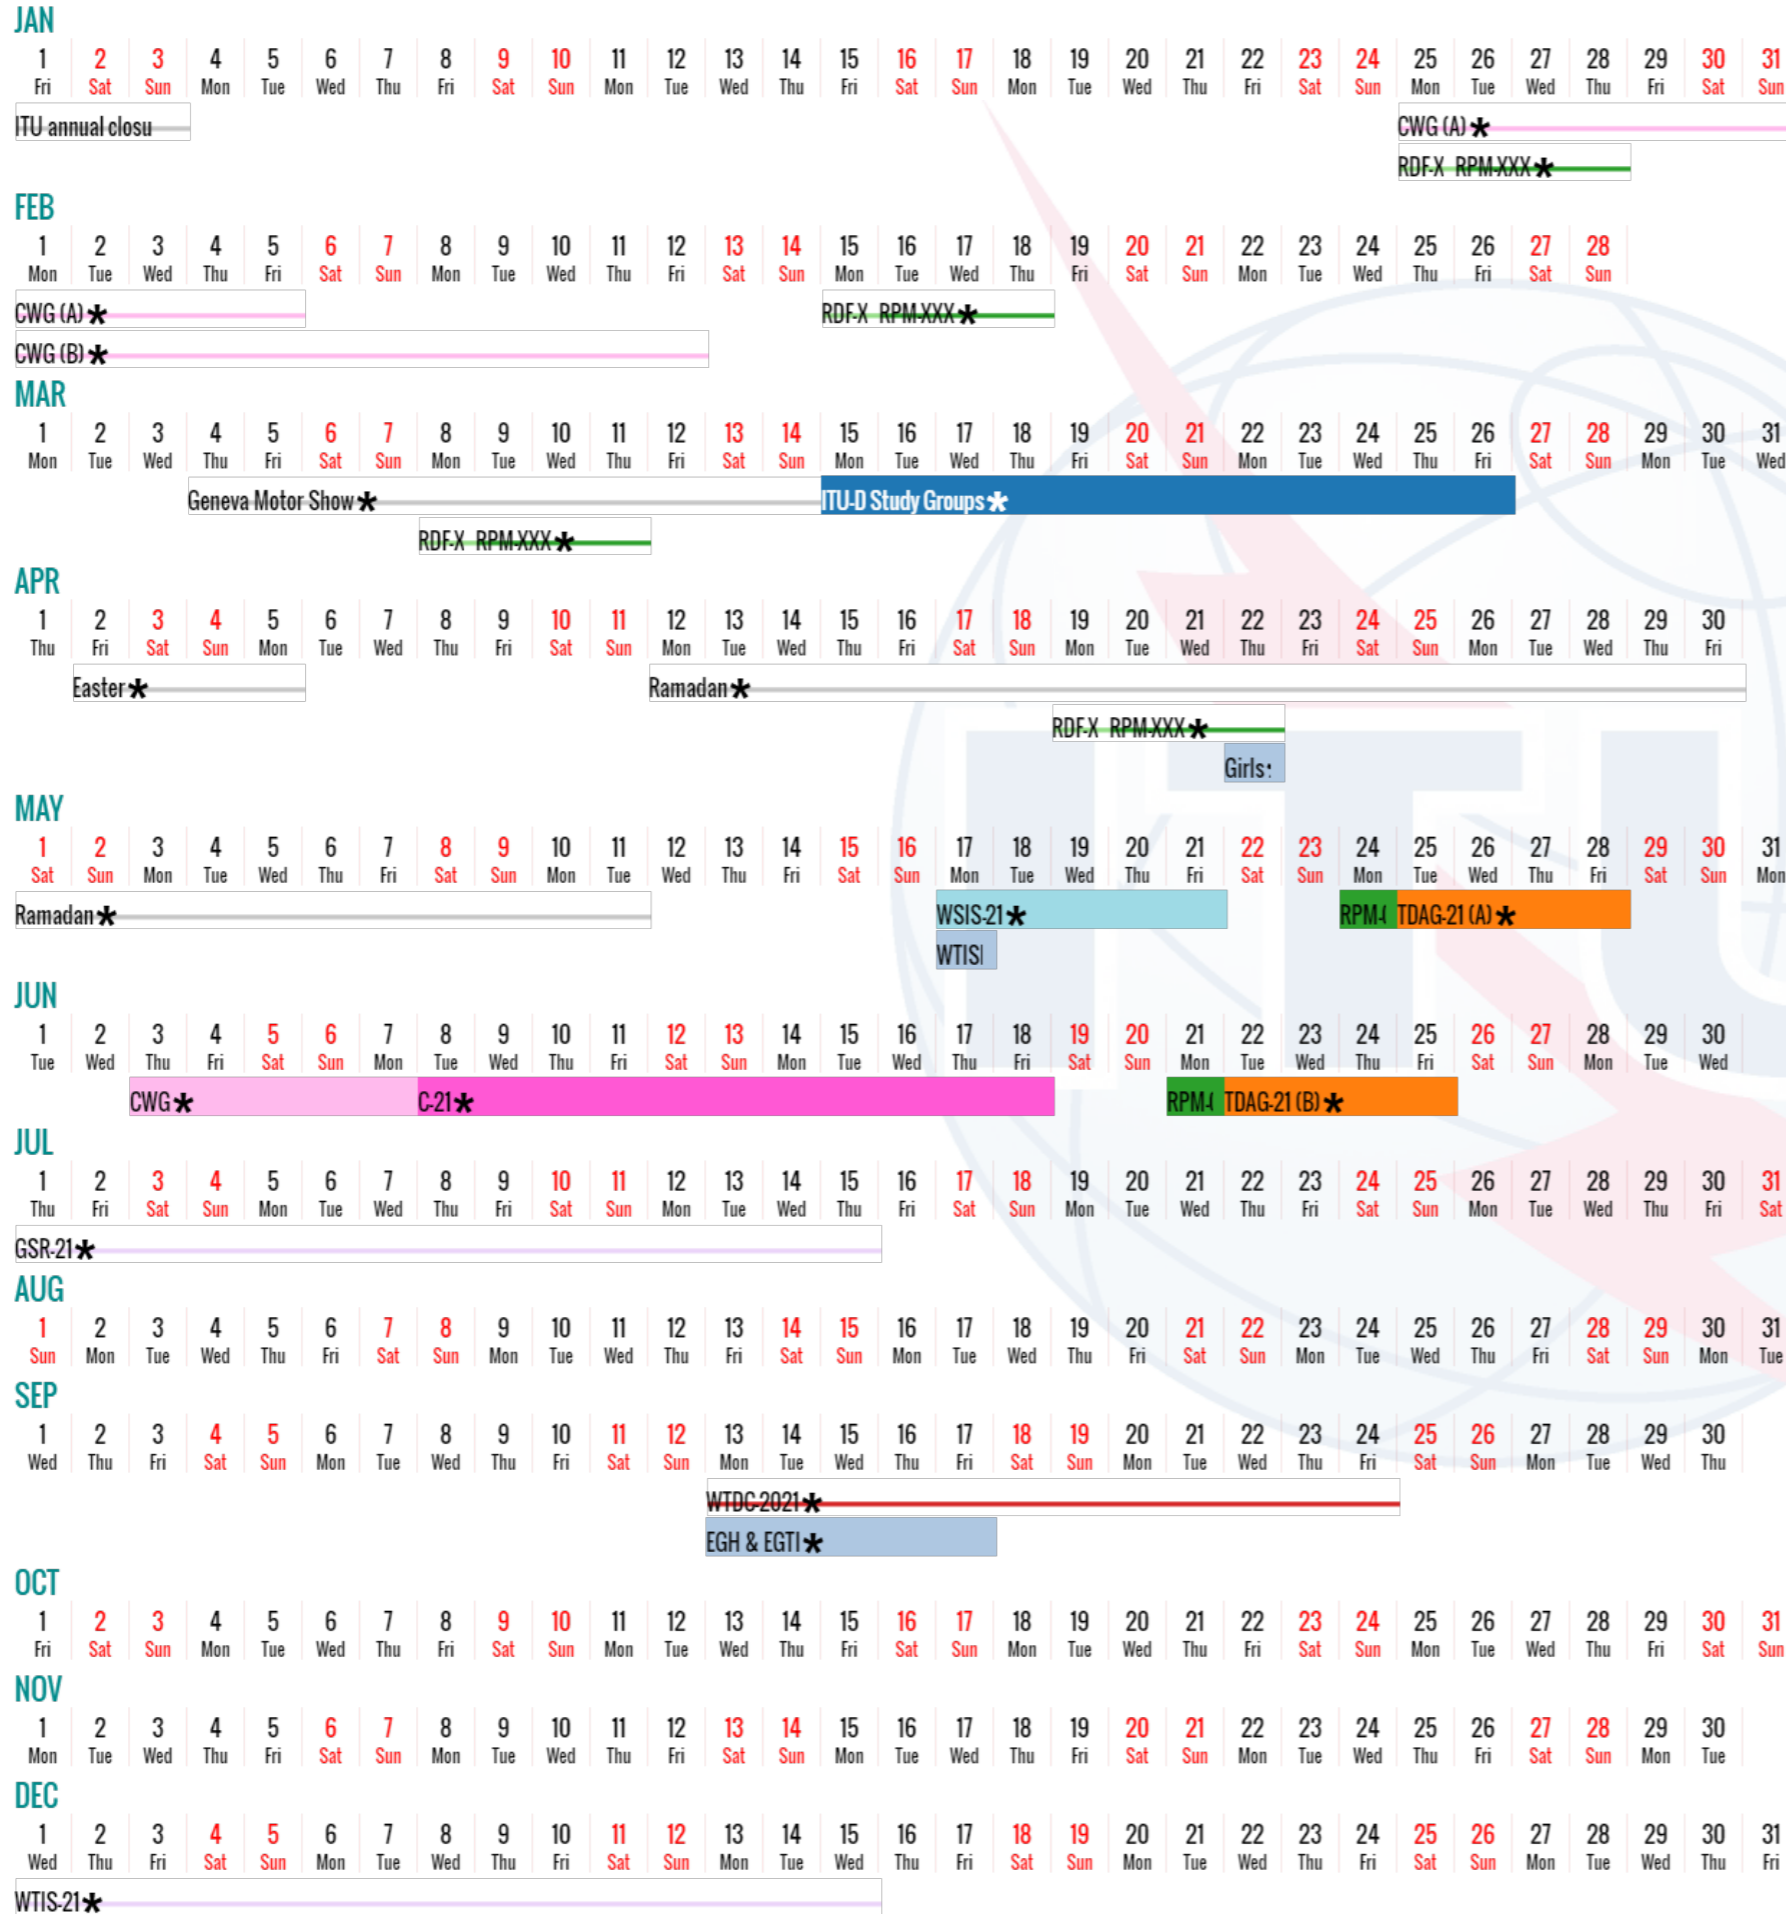 JAN
1 2 3 4 5 6 7 8 9 10 11 12 13 14 15 16 17 18 19 20 21 22 23 24 25 26 27 28 29 30 31
Fri Sat Sun Mon Tue Wed Thu Fri Sat Sun Mon Tue Wed Thu Fri Sat Sun Mon Tue Wed Thu Fri Sat Sun Mon Tue Wed Thu Fri Sat Sun
ITU annual closu CWG (A)*
RDF-X RPM-XXX*
FEB
1 2 3 4 5 6 7 8 9 10 11 12 13 14 15 16 17 18 19 20 21 22 23 24 25 26 27 28
Mon Tue Wed Thu Fri Sat Sun Mon Tue Wed Thu Fri Sat Sun Mon Tue Wed Thu Fri Sat Sun Mon Tue Wed Thu Fri Sat Sun
CWG (A)* RDF-X RPM-XXX*
CWG (B)*
MAR
1 2 3 4 5 6 7 8 9 10 11 12 13 14 15 16 17 18 19 20 21 22 23 24 25 26 27 28 29 30 31
Mon Tue Wed Thu Fri Sat Sun Mon Tue Wed Thu Fri Sat Sun Mon Tue Wed Thu Fri Sat Sun Mon Tue Wed Thu Fri Sat Sun Mon Tue Wed
Geneva Motor Show* ITU-D Study Groups*
RDF-X RPM-XXX*
APR
1 2 3 4 5 6 7 8 9 10 11 12 13 14 15 16 17 18 19 20 21 22 23 24 25 26 27 28 29 30
Thu Fri Sat Sun Mon Tue Wed Thu Fri Sat Sun Mon Tue Wed Thu Fri Sat Sun Mon Tue Wed Thu Fri Sat Sun Mon Tue Wed Thu Fri
Easter* Ramadan*
RDF-X RPM-XXX*
Girls
MAY
1 2 3 4 5 6 7 8 9 10 11 12 13 14 15 16 17 18 19 20 21 22 23 24 25 26 27 28 29 30 31
Sat Sun Mon Tue Wed Thu Fri Sat Sun Mon Tue Wed Thu Fri Sat Sun Mon Tue Wed Thu Fri Sat Sun Mon Tue Wed Thu Fri Sat Sun Mon
Ramadan* WSIS-21* RPM- TDAG-21 (A)*
WTIS
JUN
1 2 3 4 5 6 7 8 9 10 11 12 13 14 15 16 17 18 19 20 21 22 23 24 25 26 27 28 29 30
Tue Wed Thu Fri Sat Sun Mon Tue Wed Thu Fri Sat Sun Mon Tue Wed Thu Fri Sat Sun Mon Tue Wed Thu Fri Sat Sun Mon Tue Wed
CWG* C-21* RPM- TDAG-21 (B)*
JUL
1 2 3 4 5 6 7 8 9 10 11 12 13 14 15 16 17 18 19 20 21 22 23 24 25 26 27 28 29 30 31
Thu Fri Sat Sun Mon Tue Wed Thu Fri Sat Sun Mon Tue Wed Thu Fri Sat Sun Mon Tue Wed Thu Fri Sat Sun Mon Tue Wed Thu Fri Sat
GSR-21*
AUG
1 2 3 4 5 6 7 8 9 10 11 12 13 14 15 16 17 18 19 20 21 22 23 24 25 26 27 28 29 30 31
Sun Mon Tue Wed Thu Fri Sat Sun Mon Tue Wed Thu Fri Sat Sun Mon Tue Wed Thu Fri Sat Sun Mon Tue Wed Thu Fri Sat Sun Mon Tue
SEP
1 2 3 4 5 6 7 8 9 10 11 12 13 14 15 16 17 18 19 20 21 22 23 24 25 26 27 28 29 30
Wed Thu Fri Sat Sun Mon Tue Wed Thu Fri Sat Sun Mon Tue Wed Thu Fri Sat Sun Mon Tue Wed Thu Fri Sat Sun Mon Tue Wed Thu
WTDC-2021*
EGH & EGTI*
OCT
1 2 3 4 5 6 7 8 9 10 11 12 13 14 15 16 17 18 19 20 21 22 23 24 25 26 27 28 29 30 31
Fri Sat Sun Mon Tue Wed Thu Fri Sat Sun Mon Tue Wed Thu Fri Sat Sun Mon Tue Wed Thu Fri Sat Sun Mon Tue Wed Thu Fri Sat Sun
NOV
1 2 3 4 5 6 7 8 9 10 11 12 13 14 15 16 17 18 19 20 21 22 23 24 25 26 27 28 29 30
Mon Tue Wed Thu Fri Sat Sun Mon Tue Wed Thu Fri Sat Sun Mon Tue Wed Thu Fri Sat Sun Mon Tue Wed Thu Fri Sat Sun Mon Tue
DEC
1 2 3 4 5 6 7 8 9 10 11 12 13 14 15 16 17 18 19 20 21 22 23 24 25 26 27 28 29 30 31
Wed Thu Fri Sat Sun Mon Tue Wed Thu Fri Sat Sun Mon Tue Wed Thu Fri Sat Sun Mon Tue Wed Thu Fri Sat Sun Mon Tue Wed Thu Fri
WTIS-21*
ITU